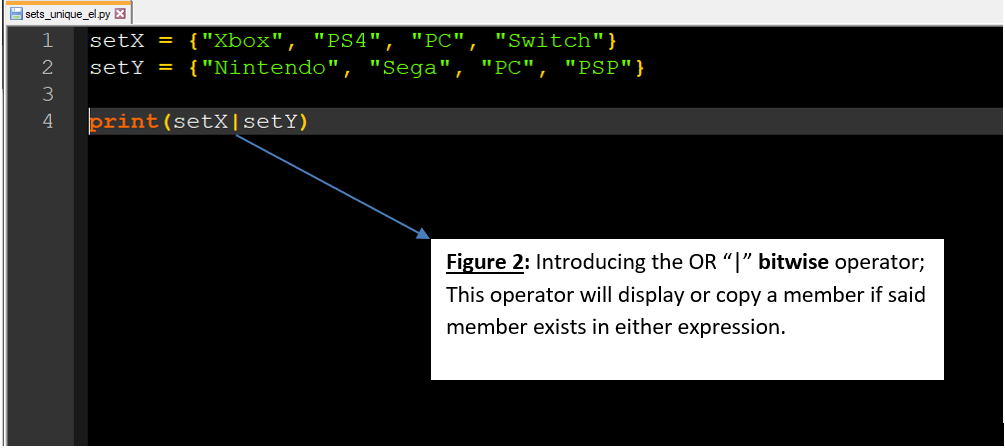 sets_unique_el.py
1 setX = {"Xbox", "PS4", "PC", "Switch"}
2 setY = {"Nintendo", "Sega", "PC", "PSP"}
3
4 print(setX|setY)
Figure 2: Introducing the OR “|” bitwise operator;
This operator will display or copy a member if said
member exists in either expression.